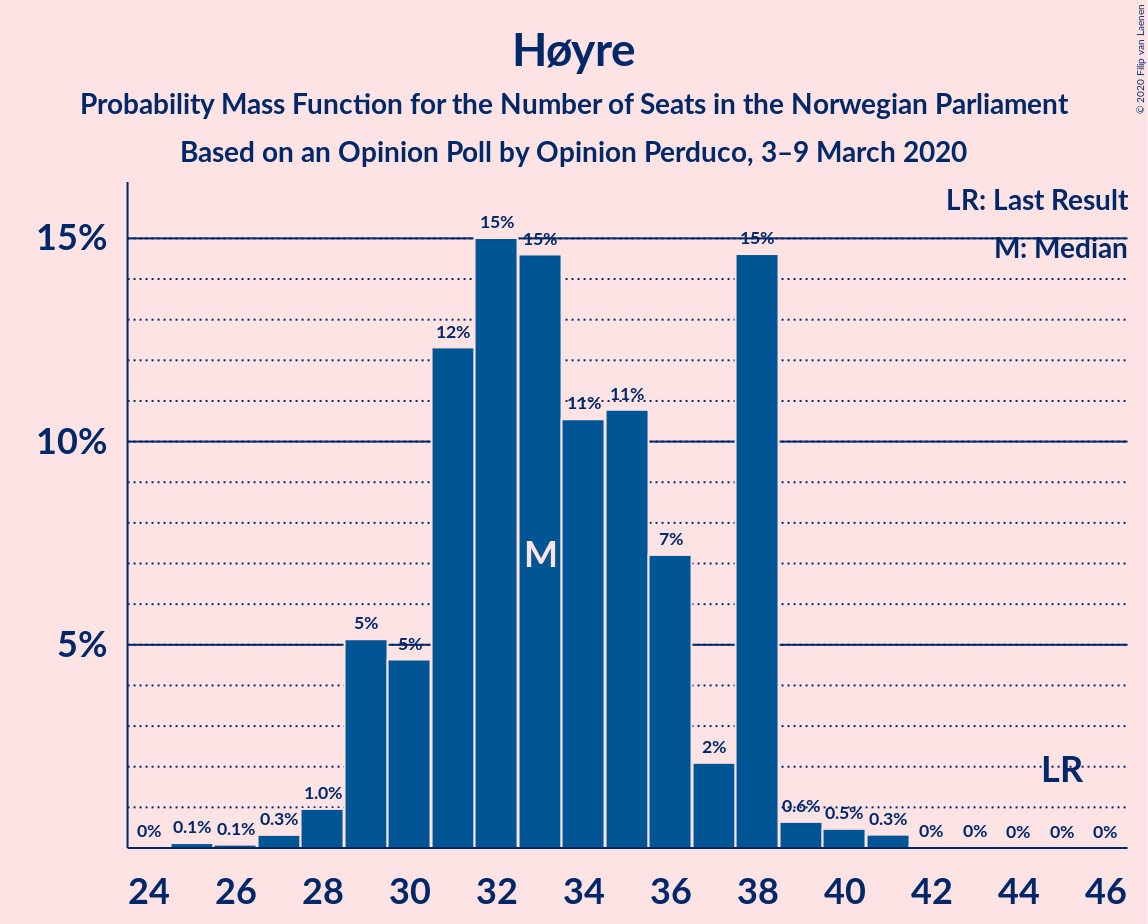 Høyre
Probability Mass Function for the Number of Seats in the Norwegian Parliament
Based on an Opinion Poll by Opinion Perduco, 3–9 March 2020
© 2020 Filip van Laenen
LR: Last Result
M: Median
15%
10%
5%
0%
0.1%
0.1%
0.3%
1.0%
5%
5%
12%
15%
15%
11%
11%
7%
2%
15%
0.6%
0.5%
0.3%
0%
0%
0%
0%
0%
M
LR
24 26 28 30 32 34 36 38 40 42 44 46